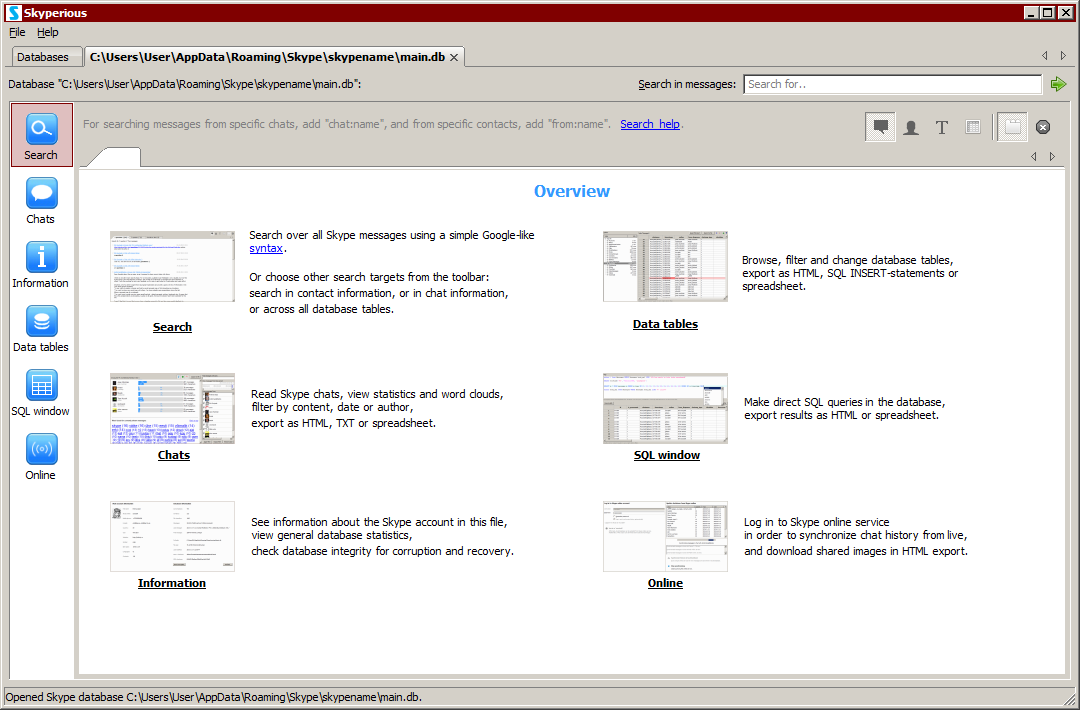 Skyperious
File Help
Databases
C:\Users\User\AppData\Roaming\Skype\skypename\main.db
Database "C:\Users\User\AppData\Roaming\Skype\skypename\main.db":
Search in messages:
Search for..
For searching messages from specific chats, add "chat:name", and from specific contacts, add "from:name". Search help.
T
Search
Chats
Information
Data tables
SQL window
Online
Overview
Search over all Skype messages using a simple Google-like
syntax.
Or choose other search targets from the toolbar:
search in contact information, or in chat information,
or across all database tables.
Search
Browse, filter and change database tables,
export as HTML, SQL INSERT-statements or
spreadsheet.
Data tables
Read Skype chats, view statistics and word clouds,
filter by content, date or author,
export as HTML, TXT or spreadsheet.
Chats
Make direct SQL queries in the database,
export results as HTML or spreadsheet.
SQL window
See information about the Skype account in this file,
view general database statistics,
check database integrity for corruption and recovery.
Information
Log in to Skype online service
in order to synchronize chat history from live,
and download shared images in HTML export.
Online
Opened Skype database C:\Users\User\AppData\Roaming\Skype\skypename\main.db.